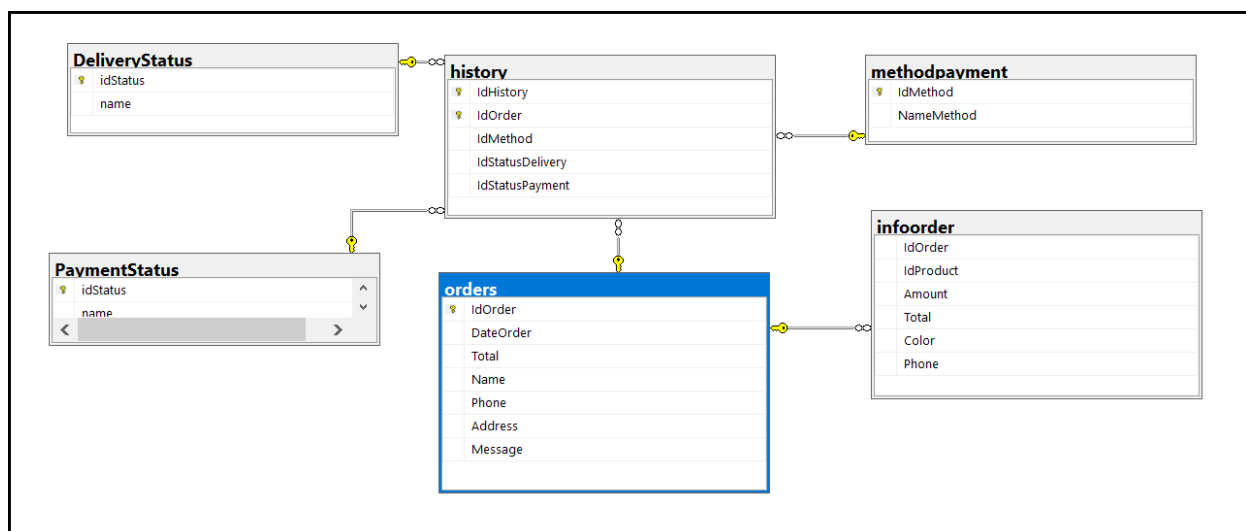 DeliveryStatus
idStatus
name
history
IdHistory
IdOrder
IdMethod
IdStatusDelivery
IdStatusPayment
methodpayment
IdMethod
NameMethod
PaymentStatus
idStatus
name
orders
IdOrder
DateOrder
Total
Name
Phone
Address
Message
infoorder
IdOrder
IdProduct
Amount
Total
Color
Phone